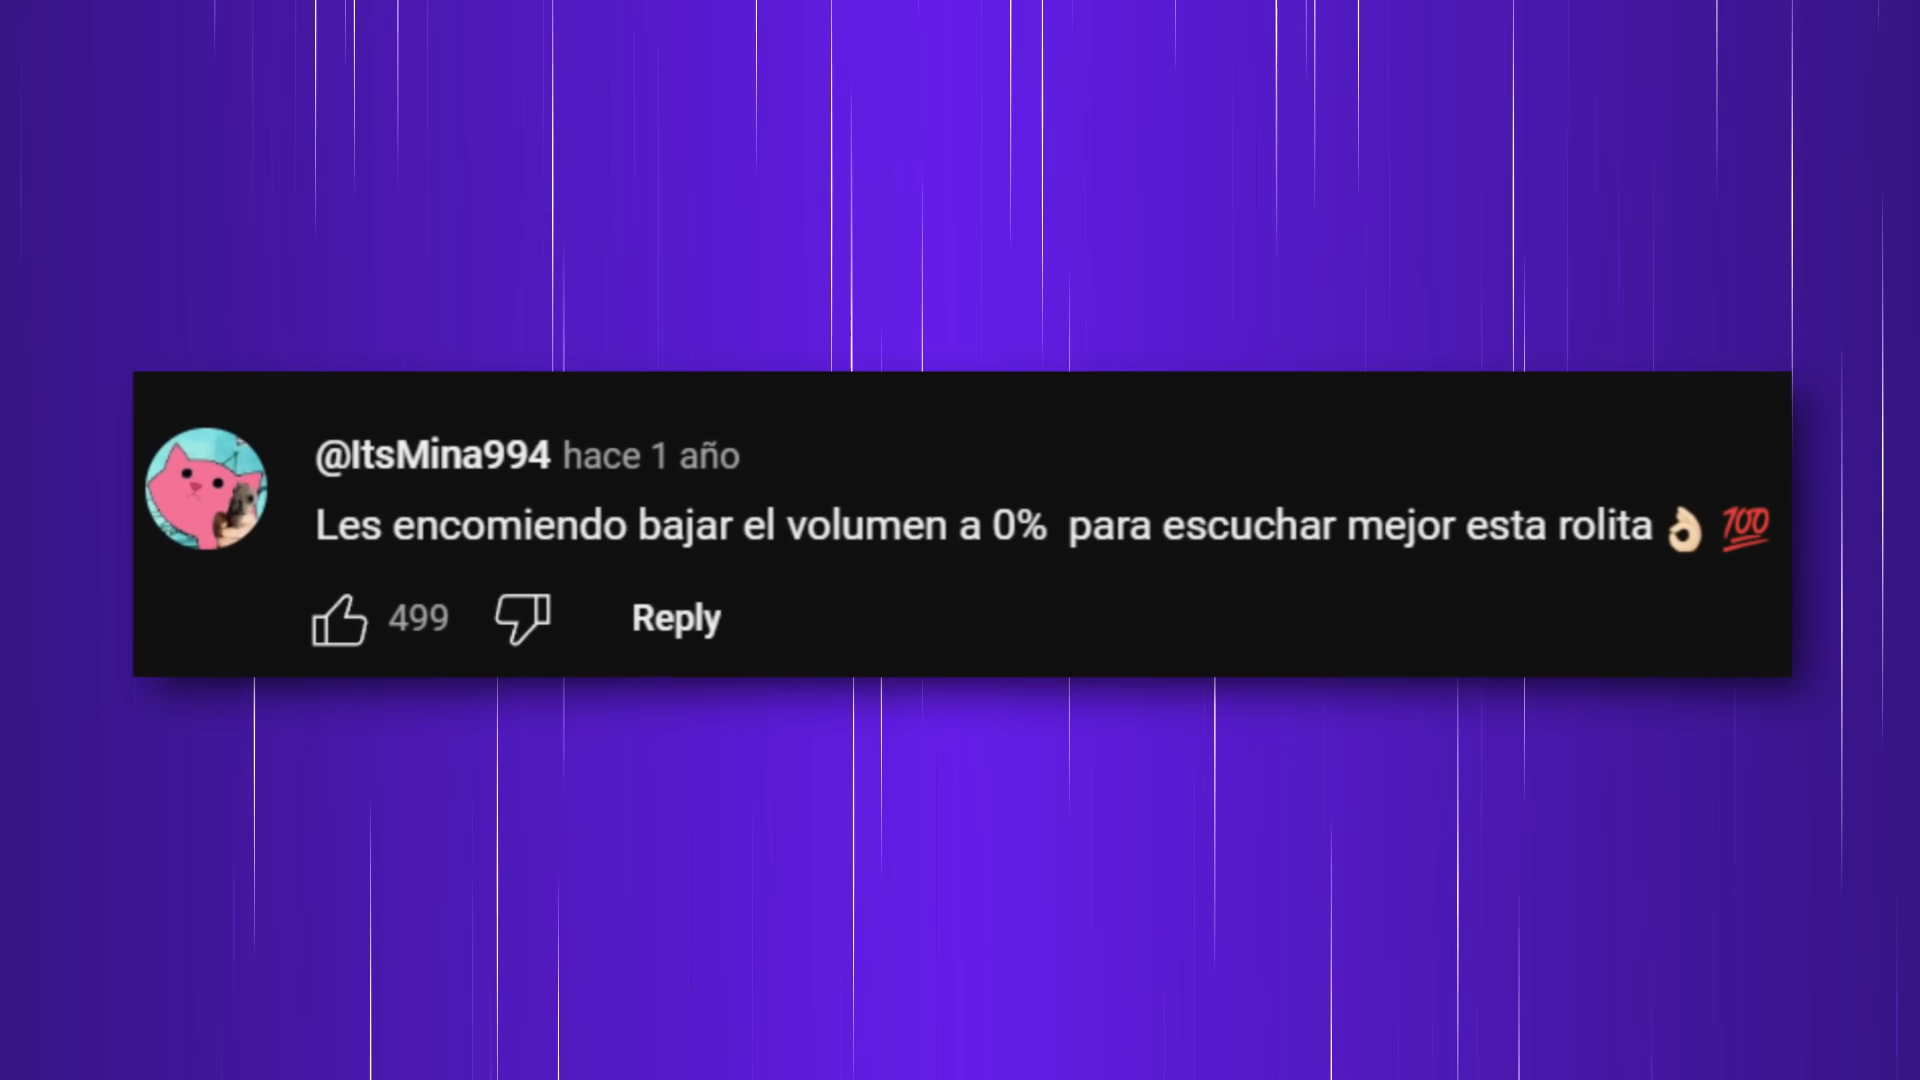 @ItsMina994 hace 1 año
Les encomiendo bajar el volumen a 0% para escuchar mejor esta rolita👌🏻 💯
499 Reply